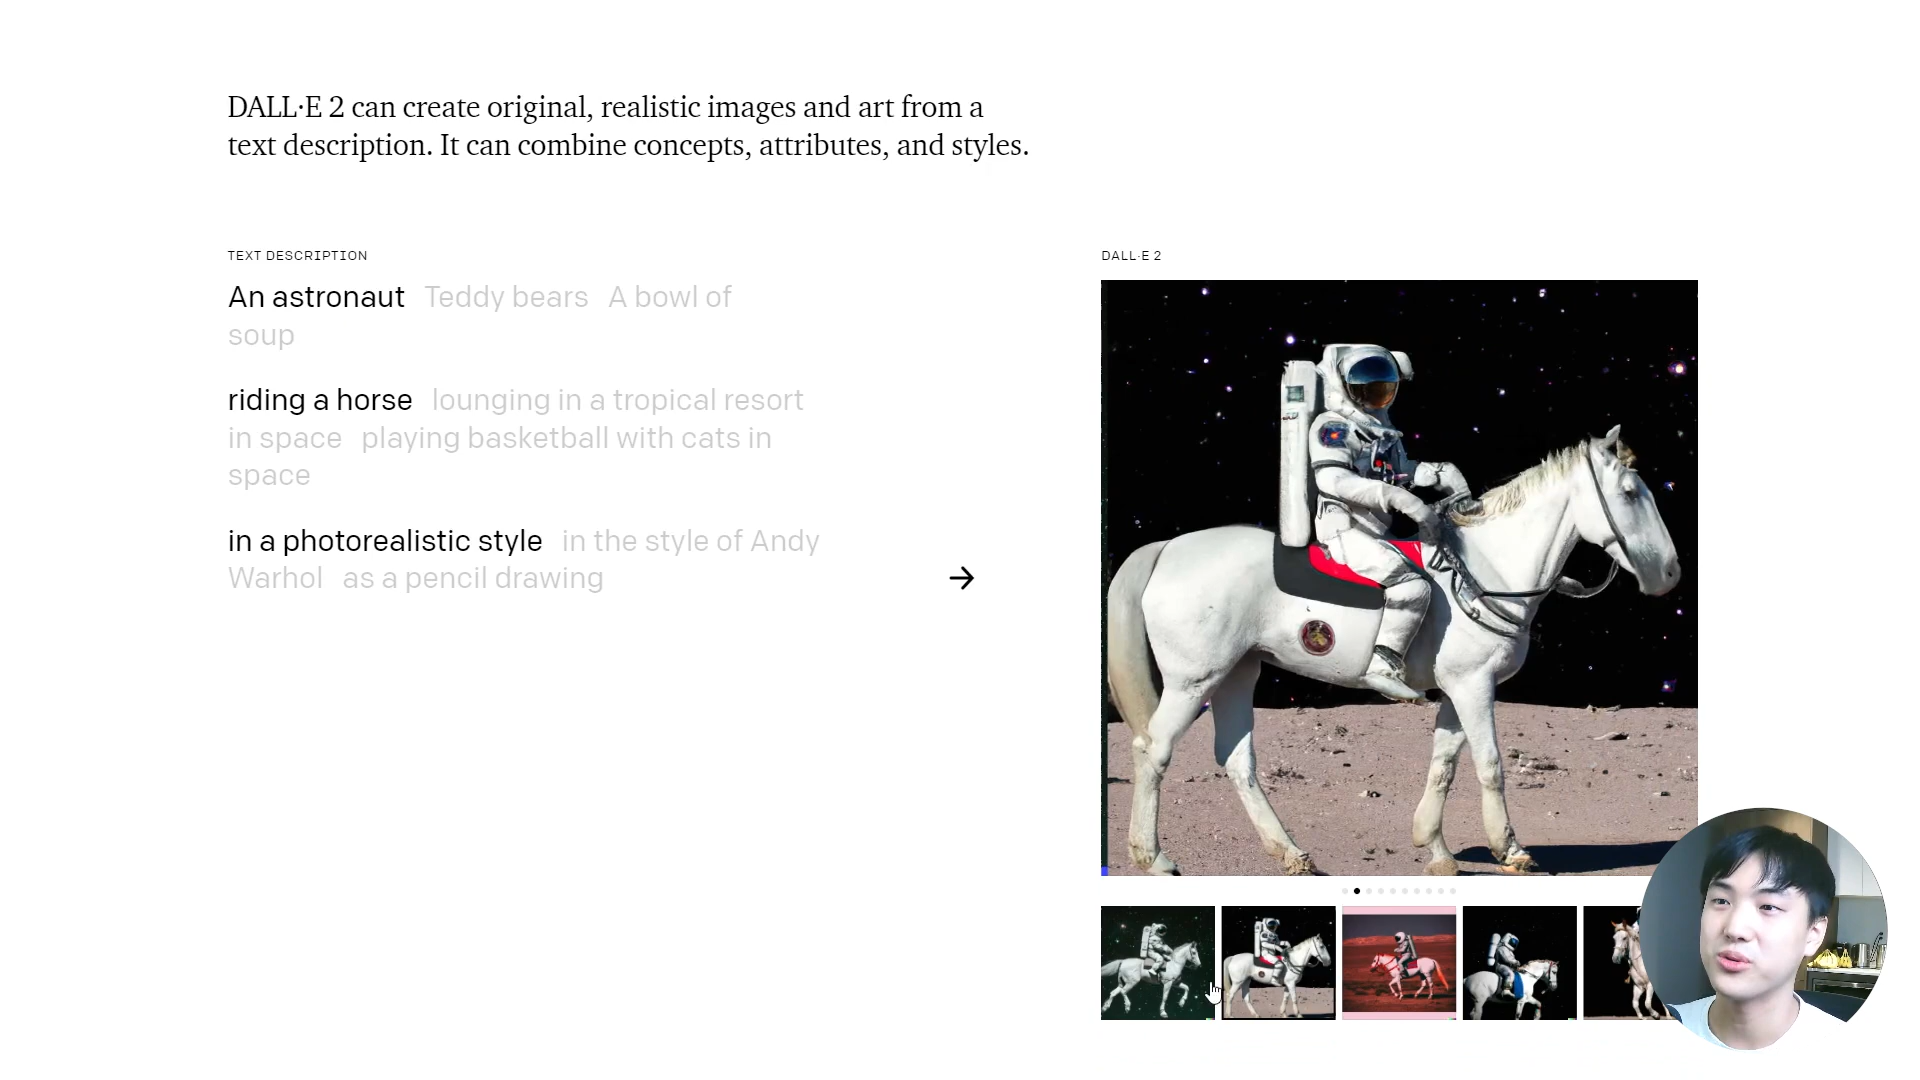 DALL·E 2 can create original, realistic images and art from a
text description. It can combine concepts, attributes, and styles.
TEXT DESCRIPTION
An astronaut Teddy bears A bowl of
soup
riding a horse lounging in a tropical resort
in space playing basketball with cats in
space
in a photorealistic style in the style of Andy
Warhol as a pencil drawing
DALL·E 2